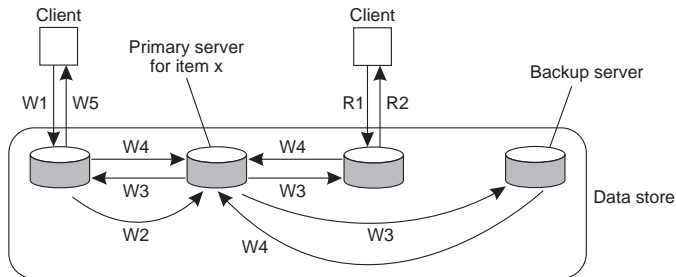 Client
Client
Primary server
for item x
Backup server
W1
W5
R1
R2
W4
W4
W3
W3
Data store
W2
W3
W4